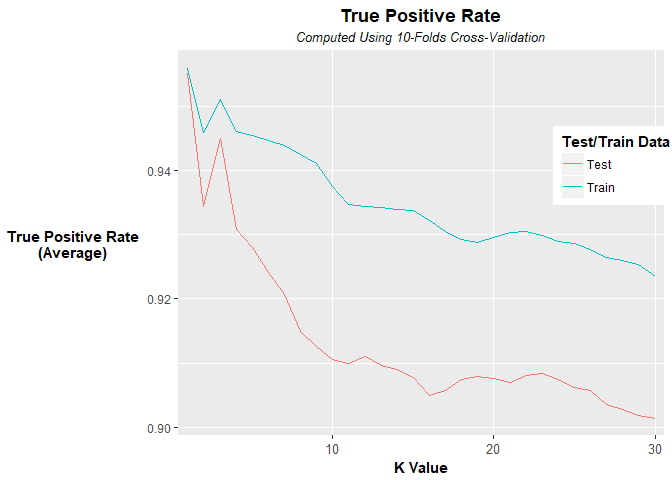 True Positive Rate
Computed Using 10-Folds Cross-Validation
Test/Train Data
Test
Train
0.94
0.92
0.90
True Positive Rate
(Average)
10
20
30
K Value